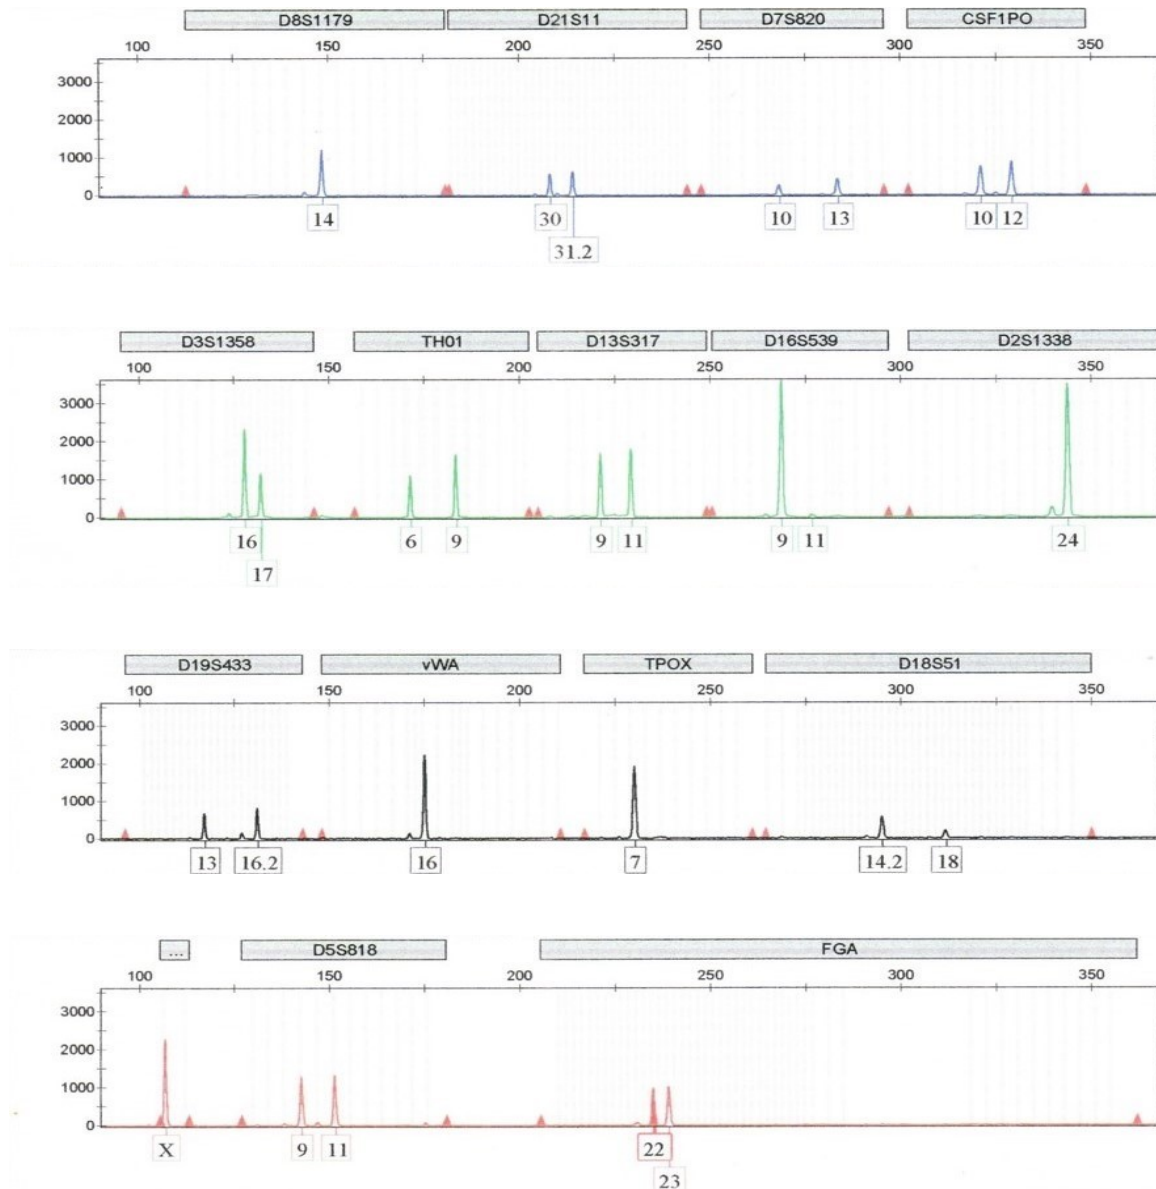 D8S1179 D21S11 D7S820 CSF1PO
100 150 200 250 300 350
3000
2000
1000
0
14 30 10 13 10 12
31.2
D3S1358 TH01 D13S317 D16S539 D2S1338
100 150 200 250 300 350
3000
2000
1000
0
16 6 9 9 11 9 11 24
17
D19S433 vWA TPOX D18S51
100 150 200 250 300 350
3000
2000
1000
0
13 16.2 16 7 14.2 18
... D5S818 FGA
100 150 200 250 300 350
3000
2000
1000
0
X 9 11 22
23